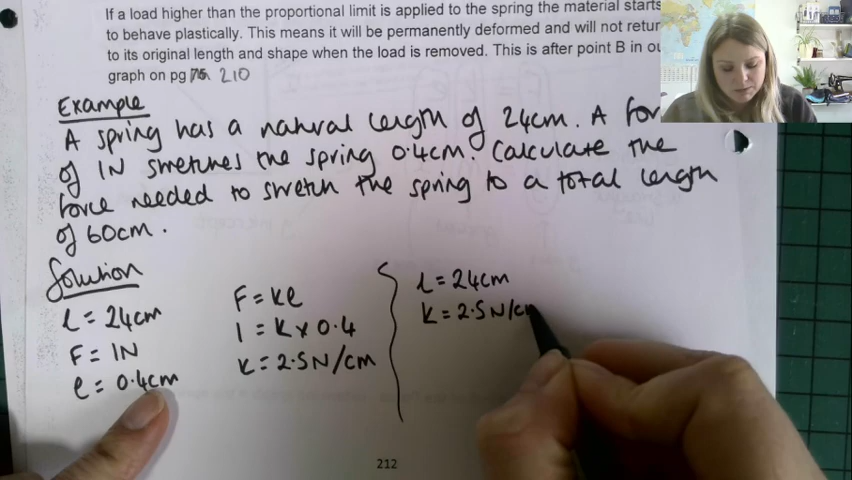 If a load higher than the proportional limit is applied to the spring the material starts
to behave plastically. This means it will be permanently deformed and will not retur
to its original length and shape when the load is removed. This is after point B in ou
graph on pg 210
Example
A spring has a natural length of 24cm. A for
of 1N stretches the spring 0.4cm. Calculate the
force needed to stretch the spring to a total length
of 60cm.
Solution
l = 24cm
F = 1N
e = 0.4cm
F = ke
1 = k x 0.4
k = 2.5N/cm
l = 24cm
k = 2.5N/c
212